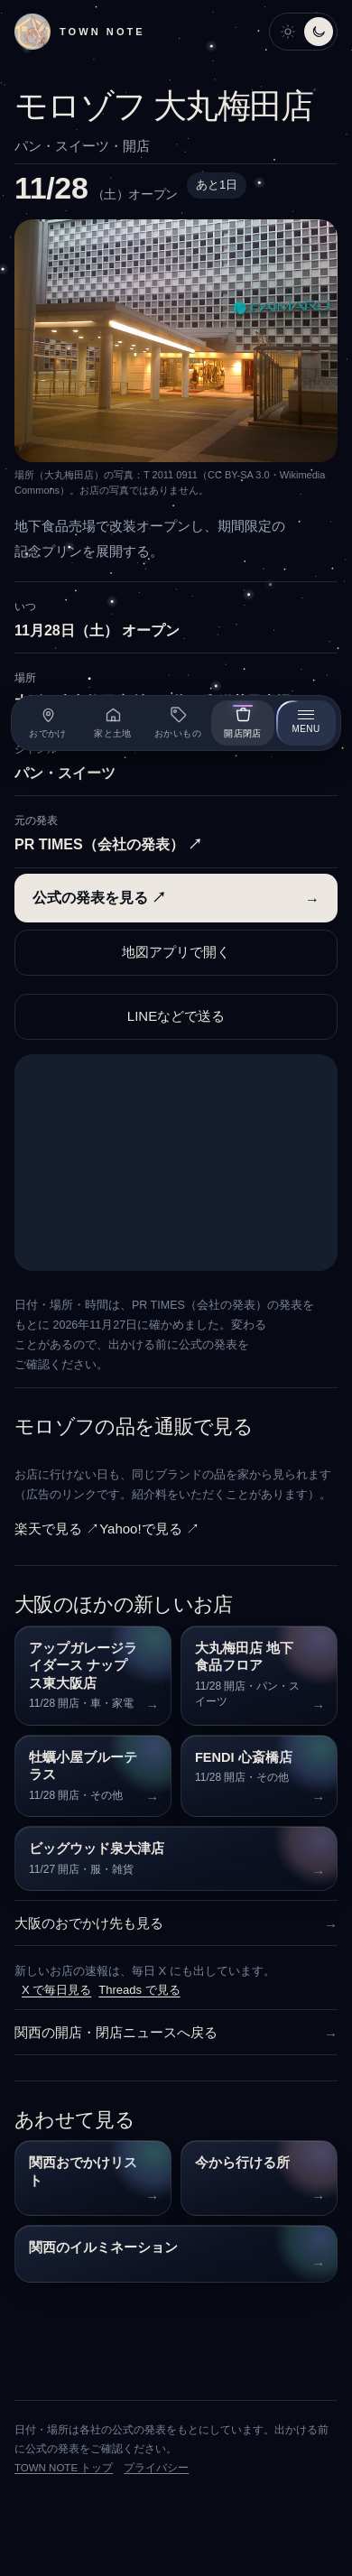 TOWN NOTE
モロゾフ 大丸梅田店
パン・スイーツ・開店
11/28 （土）オープン あと1日
場所（大丸梅田店）の写真：T 2011 0911（CC BY-SA 3.0・Wikimedia
Commons）。お店の写真ではありません。
地下食品売場で改装オープンし、期間限定の
記念プリンを展開する。
いつ
11月28日（土） オープン
場所
おでかけ 家と土地 おかいもの 開店閉店 MENU
パン・スイーツ
元の発表
PR TIMES（会社の発表） ↗
公式の発表を見る ↗ →
地図アプリで開く
LINEなどで送る
日付・場所・時間は、PR TIMES（会社の発表）の発表を
もとに 2026年11月27日に確かめました。変わる
ことがあるので、出かける前に公式の発表を
ご確認ください。
モロゾフの品を通販で見る
お店に行けない日も、同じブランドの品を家から見られます
（広告のリンクです。紹介料をいただくことがあります）。
楽天で見る ↗Yahoo!で見る ↗
大阪のほかの新しいお店
アップガレージラ
イダース ナップ
ス東大阪店
11/28 開店・車・家電 →
大丸梅田店 地下
食品フロア
11/28 開店・パン・ス
イーツ →
牡蠣小屋ブルーテ
ラス
11/28 開店・その他 →
FENDI 心斎橋店
11/28 開店・その他 →
ビッグウッド泉大津店
11/27 開店・服・雑貨 →
大阪のおでかけ先も見る →
新しいお店の速報は、毎日 X にも出しています。
X で毎日見る Threads で見る
関西の開店・閉店ニュースへ戻る →
あわせて見る
関西おでかけリス
ト →
今から行ける所 →
関西のイルミネーション →
日付・場所は各社の公式の発表をもとにしています。出かける前
に公式の発表をご確認ください。
TOWN NOTE トップ プライバシー